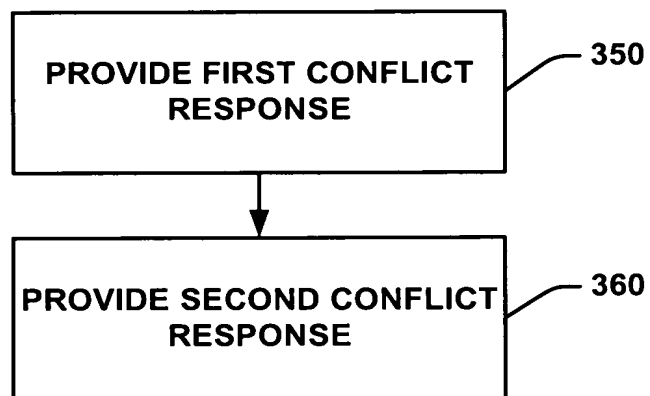 PROVIDE FIRST CONFLICT
RESPONSE
350
PROVIDE SECOND CONFLICT
RESPONSE
360